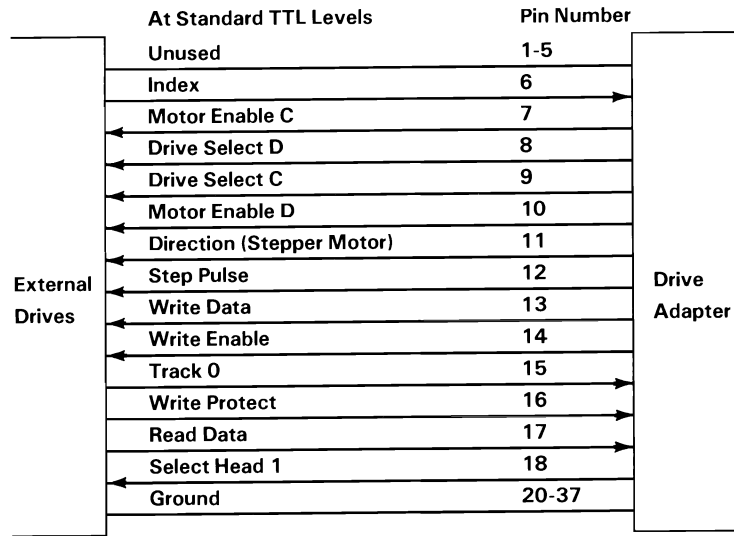 At Standard TTL Levels Pin Number
Unused 1-5
Index 6
Motor Enable C 7
Drive Select D 8
Drive Select C 9
Motor Enable D 10
Direction (Stepper Motor) 11
Step Pulse 12
Write Data 13
Write Enable 14
Track 0 15
Write Protect 16
Read Data 17
Select Head 1 18
Ground 20-37
External
Drives
Drive
Adapter